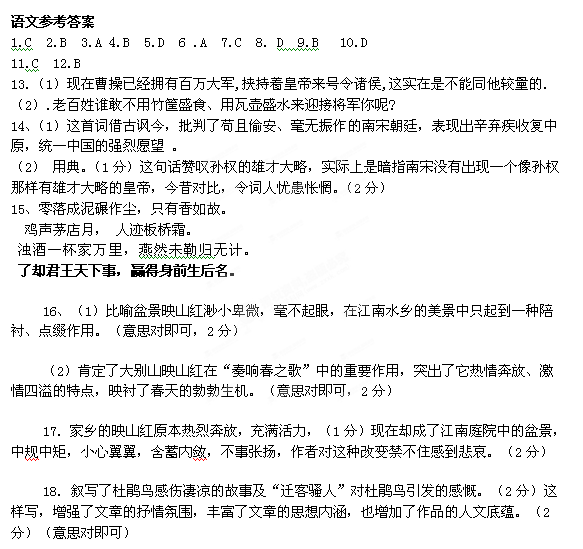 语文参考答案
1.C 2.B 3.A 4.B 5.D 6 .A 7.C 8. D 9.B 10.D
11.C 12.B
13.（1）现在曹操已经拥有百万大军,挟持着皇帝来号令诸侯,这实在是不能同他较量的.
（2）.老百姓谁敢不用竹筐盛食、用瓦壶盛水来迎接将军你呢?
14、（1）这首词借古讽今，批判了苟且偷安、毫无振作的南宋朝廷，表现出辛弃疾收复中
原，统一中国的强烈愿望 。
（2） 用典。（1分）这句话赞叹孙权的雄才大略，实际上是暗指南宋没有出现一个像孙权
那样有雄才大略的皇帝，今昔对比，令词人忧患怅惘。（2分）
15、零落成泥碾作尘，只有香如故。
鸡声茅店月， 人迹板桥霜。
浊酒一杯家万里，燕然未勒归无计。
了却君王天下事，赢得身前生后名。
16、（1）比喻盆景映山红渺小卑微，毫不起眼，在江南水乡的美景中只起到一种陪
衬、点缀作用。（意思对即可，2分）
（2）肯定了大别山映山红在“奏响春之歌”中的重要作用，突出了它热情奔放、激
情四溢的特点，映衬了春天的勃勃生机。（意思对即可，2分）
17．家乡的映山红原本热烈奔放，充满活力，（1分）现在却成了江南庭院中的盆景，
中规中矩，小心翼翼，含蓄内敛，不事张扬，作者对这种改变禁不住感到悲哀。（2分）
18．叙写了杜鹃鸟感伤凄凉的故事及“迁客骚人”对杜鹃鸟引发的感慨。（2分）这
样写，增强了文章的抒情氛围，丰富了文章的思想内涵，也增加了作品的人文底蕴。（2
分）（意思对即可）